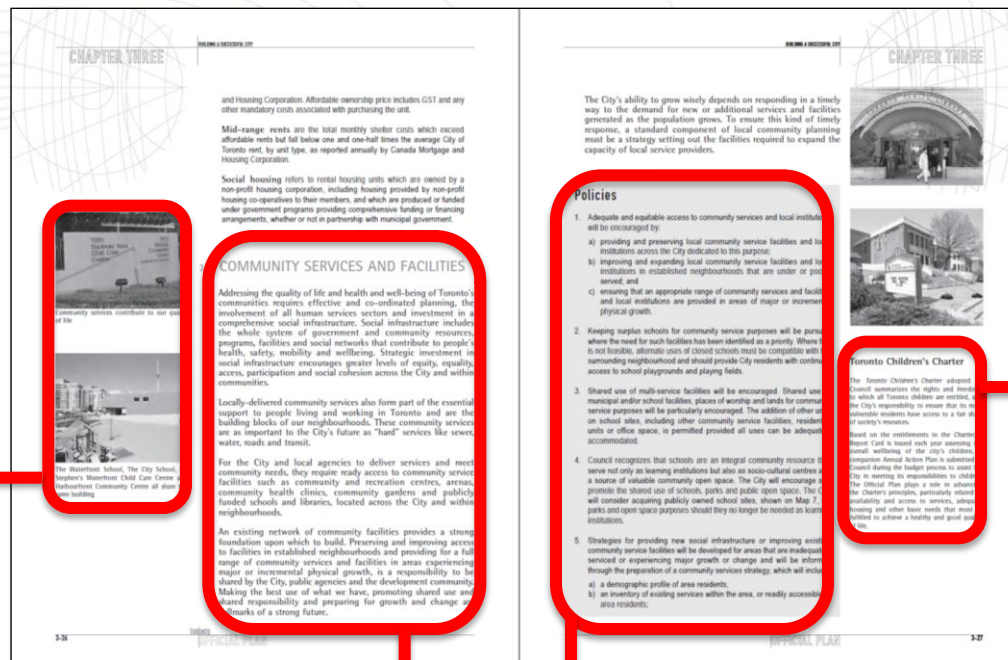 BUILDING A SUCCESSFUL CITY
CHAPTER THREE
and Housing Corporation. Affordable ownership price includes GST and any
other mandatory costs associated with purchasing the unit.
Mid-range rents are the total monthly shelter costs which exceed
affordable rents but fall below one and one-half times the average City of
Toronto rent, by unit type, as reported annually by Canada Mortgage and
Housing Corporation.
Social housing refers to rental housing units which are owned by a
non-profit housing corporation, including housing provided by non-profit
housing co-operatives to their members, and which are produced or funded
under government programs providing comprehensive funding or financing
arrangements, whether or not in partnership with municipal government.
Community services contribute to our qua
of life
The Waterfront School, The City School,
Stephen's Waterfront Child Care Centre a
Harbourfront Community Centre all share
same building
COMMUNITY SERVICES AND FACILITIES
Addressing the quality of life and health and well-being of Toronto's
communities requires effective and co-ordinated planning, the
involvement of all human services sectors and investment in a
comprehensive social infrastructure. Social infrastructure includes
the whole system of government and community resources,
programs, facilities and social networks that contribute to people's
health, safety, mobility and wellbeing. Strategic investment in
social infrastructure encourages greater levels of equity, equality,
access, participation and social cohesion across the City and within
communities.
Locally-delivered community services also form part of the essential
support to people living and working in Toronto and are the
building blocks of our neighbourhoods. These community services
are as important to the City's future as "hard" services like sewer,
water, roads and transit.
For the City and local agencies to deliver services and meet
community needs, they require ready access to community service
facilities such as community and recreation centres, arenas,
community health clinics, community gardens and publicly
funded schools and libraries, located across the City and within
neighbourhoods.
An existing network of community facilities provides a strong
foundation upon which to build. Preserving and improving access
to facilities in established neighbourhoods and providing for a full
range of community services and facilities in areas experiencing
major or incremental physical growth, is a responsibility to be
shared by the City, public agencies and the development community.
Making the best use of what we have, promoting shared use and
shared responsibility and preparing for growth and change are
hallmarks of a strong future.
3-26
TORONTO
OFFICIAL PLAN
BUILDING A SUCCESSFUL CITY
CHAPTER THREE
The City's ability to grow wisely depends on responding in a timely
way to the demand for new or additional services and facilities
generated as the population grows. To ensure this kind of timely
response, a standard component of local community planning
must be a strategy setting out the facilities required to expand the
capacity of local service providers.
Policies
1. Adequate and equitable access to community services and local institutio
will be encouraged by:
a) providing and preserving local community service facilities and lo
institutions across the City dedicated to this purpose;
b) improving and expanding local community service facilities and lo
institutions in established neighbourhoods that are under or poo
served; and
c) ensuring that an appropriate range of community services and faciliti
and local institutions are provided in areas of major or incremen
physical growth.
2. Keeping surplus schools for community service purposes will be pursu
where the need for such facilities has been identified as a priority. Where t
is not feasible, alternate uses of closed schools must be compatible with
surrounding neighbourhood and should provide City residents with continu
access to school playgrounds and playing fields.
3. Shared use of multi-service facilities will be encouraged. Shared use
municipal and/or school facilities, places of worship and lands for commun
service purposes will be particularly encouraged. The addition of other us
on school sites, including other community service facilities, resident
units or office space, is permitted provided all uses can be adequate
accommodated.
4. Council recognizes that schools are an integral community resource th
serve not only as learning institutions but also as socio-cultural centres a
a source of valuable community open space. The City will encourage a
promote the shared use of schools, parks and public open space. The C
will consider acquiring publicly owned school sites, shown on Map 7,
parks and open space purposes should they no longer be needed as learni
institutions.
5. Strategies for providing new social infrastructure or improving existi
community service facilities will be developed for areas that are inadequate
serviced or experiencing major growth or change and will be inform
through the preparation of a community services strategy, which will includ
a) a demographic profile of area residents;
b) an inventory of existing services within the area, or readily accessible
area residents;
Toronto Children's Charter
The Toronto Children's Charter adopted
Council summarizes the rights and freedo
to which all Toronto children are entitled, a
the City's responsibility to ensure that its mo
vulnerable residents have access to a fair sh
of society's resources.
Based on the entitlements in the Charter
Report Card is issued each year assessing
overall wellbeing of the city's children.
companion Annual Action Plan is submitted
Council during the budget process to assist
City in meeting its responsibilities to childre
The Official Plan plays a role in advanc
the Charter's principles, particularly related
availability and access to services, adequa
housing and other basic needs that must
fulfilled to achieve a healthy and good qual
of life.
OFFICIAL PLAN
3-27